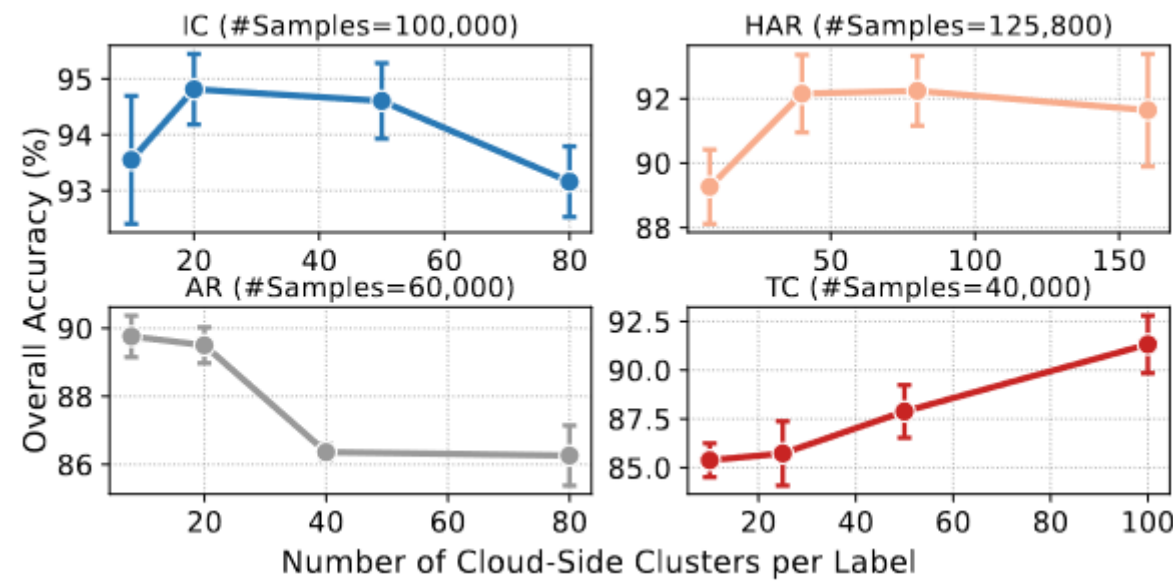 IC (#Samples=100,000)
HAR (#Samples=125,800)
95
94
93
92
90
88
20 40 60 80
50 100 150
AR (#Samples=60,000)
TC (#Samples=40,000)
90
88
86
92.5
90.0
87.5
85.0
20 40 60 80
20 40 60 80 100
Overall Accuracy (%)
Number of Cloud-Side Clusters per Label